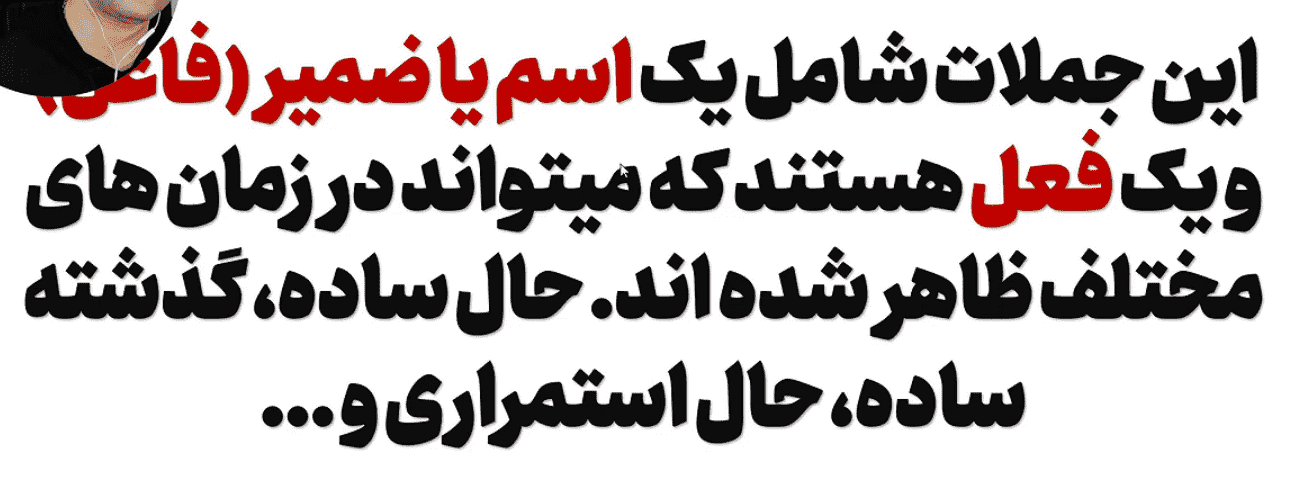 این جملات شامل یک اسم یا ضمیر (فاعل)
و یک فعل هستند که میتواند در زمان های
مختلف ظاهر شده اند. حال ساده، گذشته
ساده، حال استمراری و...